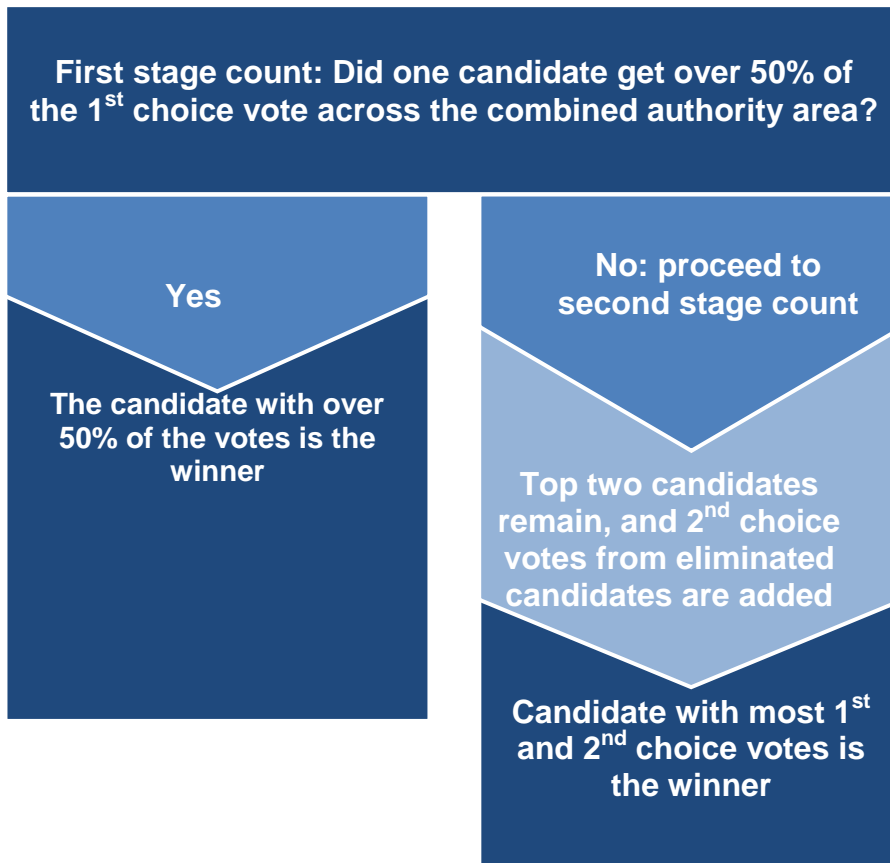 First stage count: Did one candidate get over 50% of
the 1st choice vote across the combined authority area?
Yes
The candidate with over
50% of the votes is the
winner
No: proceed to
second stage count
Top two candidates
remain, and 2nd choice
votes from eliminated
candidates are added
Candidate with most 1st
and 2nd choice votes is
the winner